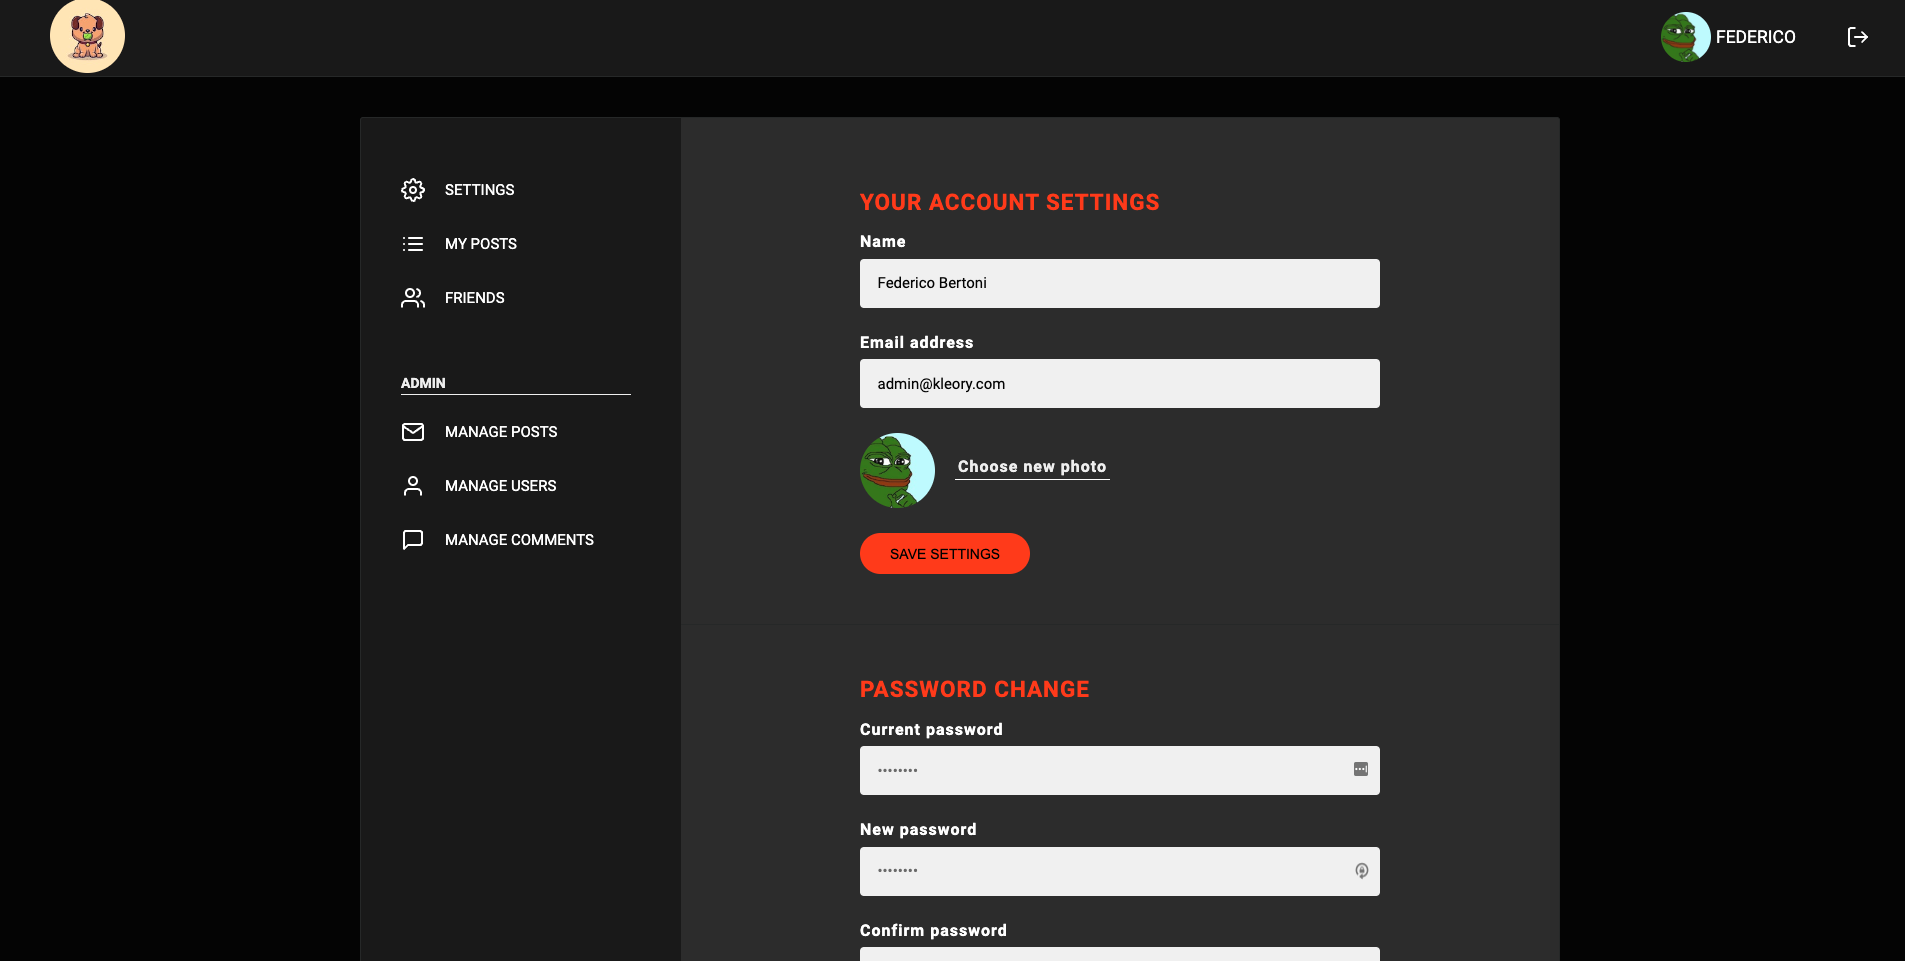 FEDERICO
SETTINGS
MY POSTS
FRIENDS
ADMIN
MANAGE POSTS
MANAGE USERS
MANAGE COMMENTS
YOUR ACCOUNT SETTINGS
Name
Federico Bertoni
Email address
admin@kleory.com
Choose new photo
SAVE SETTINGS
PASSWORD CHANGE
Current password
••••••••
New password
••••••••
Confirm password